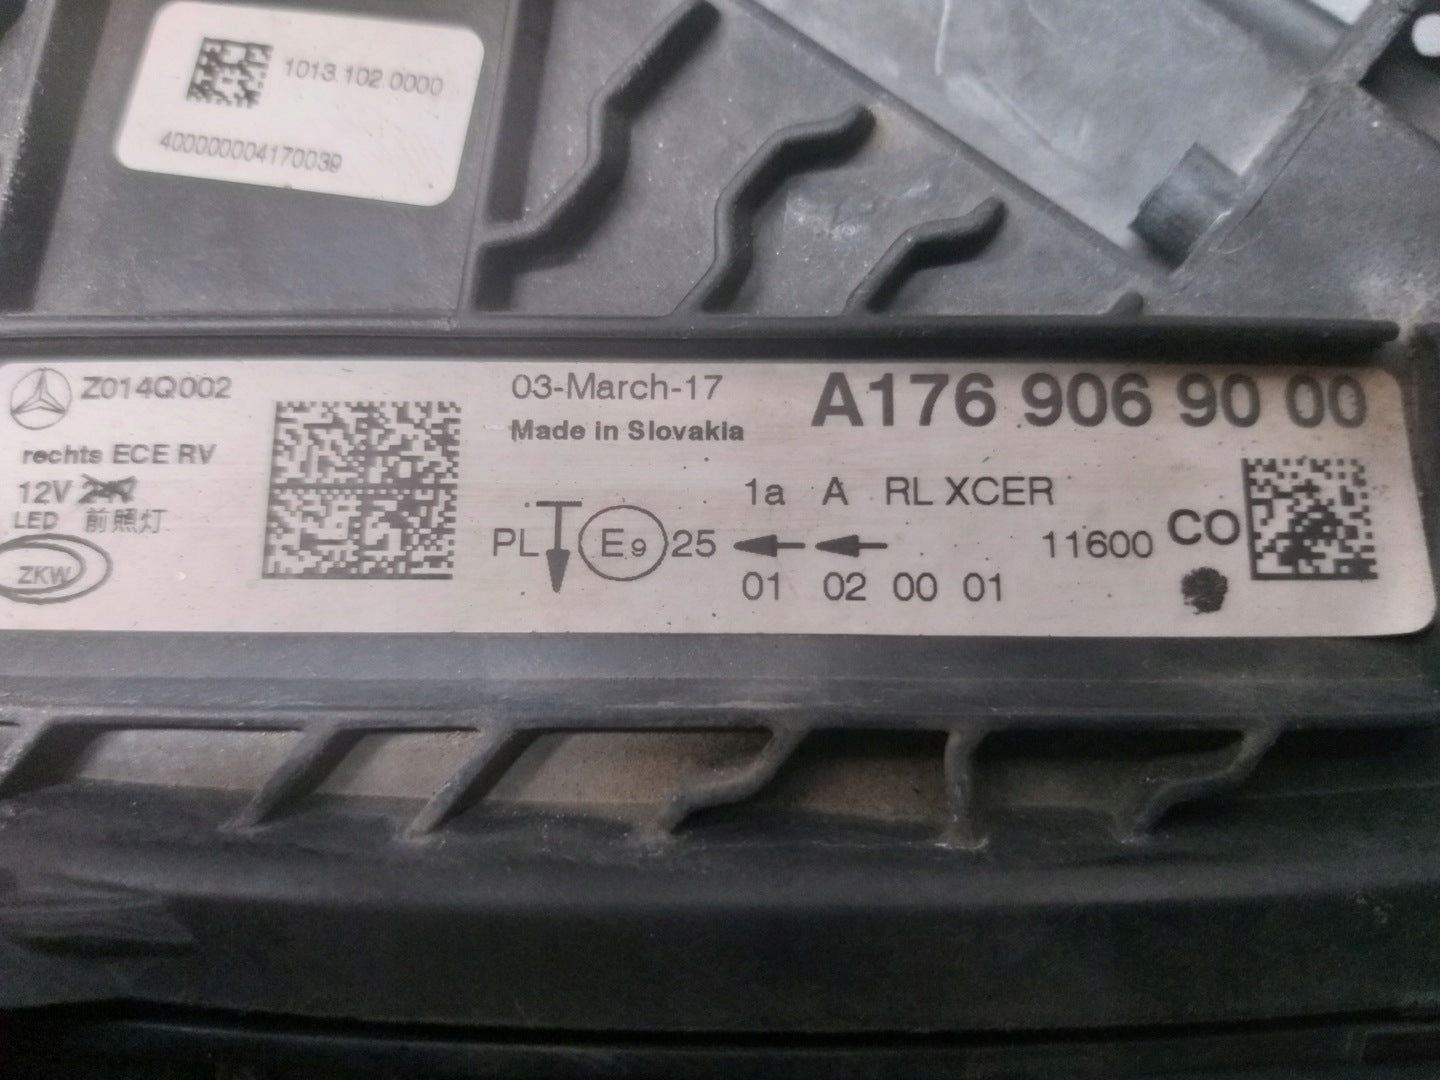 1013.102.0000
400000004170039
Z014Q002
rechts ECE RV
12V
LED 前照灯
ZKW
03-March-17
Made in Slovakia
A176 906 90 00
1a A RL XCER
PL E9 25 11600 CO
01 02 00 01